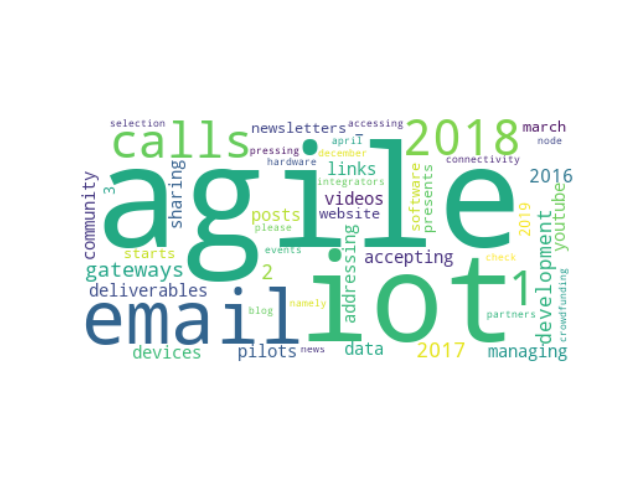 selection
newsletters
accessing
2018
march
calls
pressing
april
december
node
hardware
connectivity
agile
links
integrators
2016
community
3
sharing
videos
software
presents
youtube
posts
website
2019
please
starts
events
addressing
accepting
check
development
gateways
2
iot
1
crowdfunding
deliverables
email
blog
namely
partners
devices
pilots
news
data
2017
managing